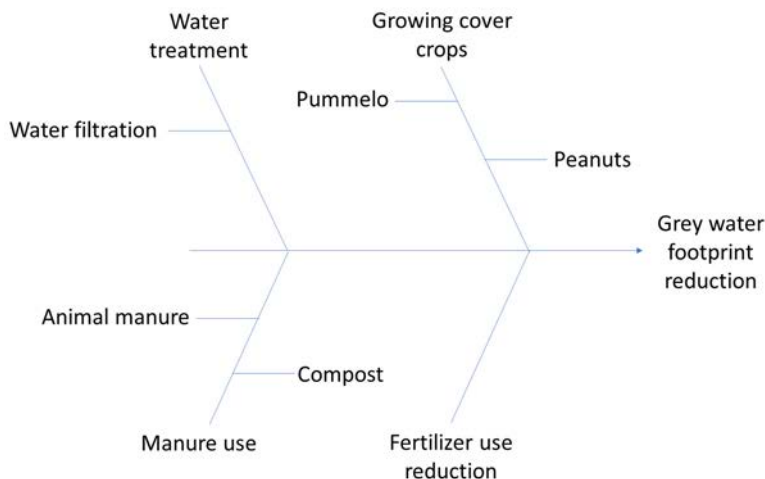 Water
treatment
Growing cover
crops
Pummelo
Water filtration
Peanuts
Grey water
footprint
reduction
Animal manure
Compost
Manure use
Fertilizer use
reduction